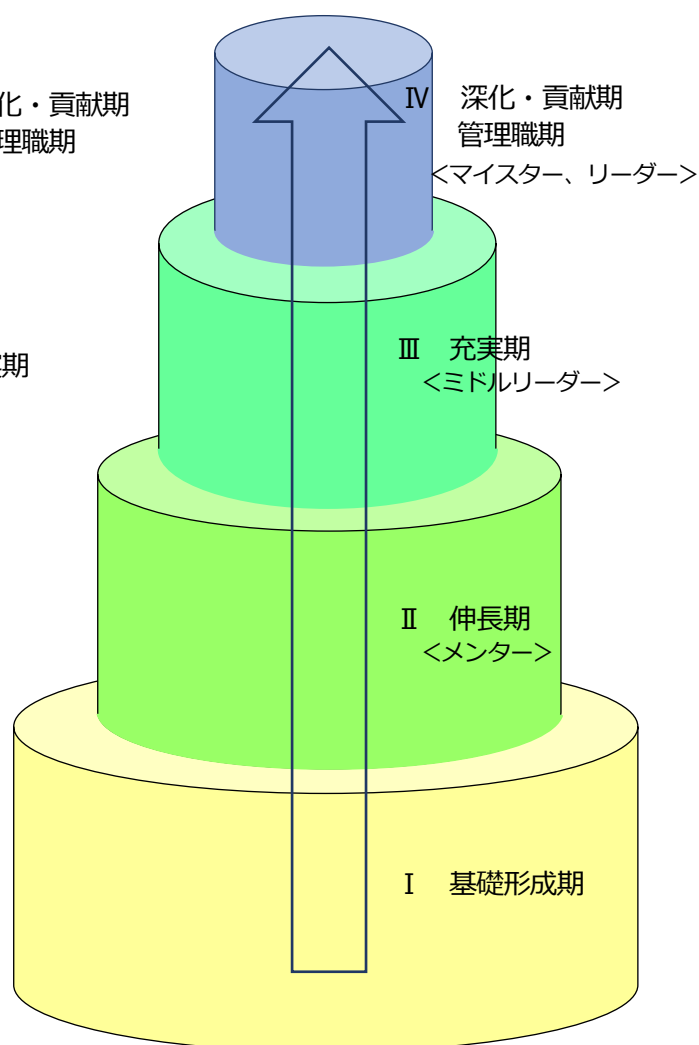 化・貢献期
理職期
Ⅳ 深化・貢献期
管理職期
<マイスター、リーダー>
期
Ⅲ 充実期
<ミドルリーダー>
Ⅱ 伸長期
<メンター>
Ⅰ 基礎形成期